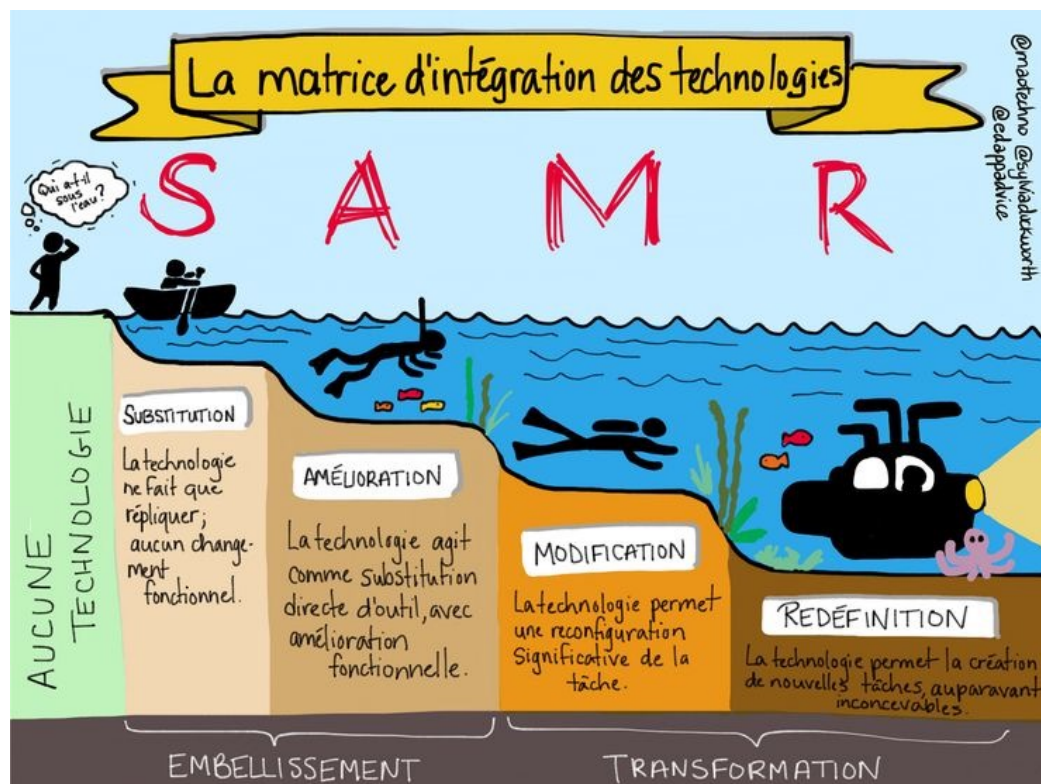 La matrice d'intégration des technologies
@maotechno @sylviaduckworth
@edappadvice
S A M R
Qui a-t-il
sous
l'eau?
AUCUNE
TECHNOLOGIE
SUBSTITUTION
La technologie
ne fait que
répliquer;
aucun change-
ment
fonctionnel.
AMÉLIORATION
La technologie agit
comme substitution
directe d'outil, avec
amélioration
fonctionnelle.
MODIFICATION
La technologie permet
une reconfiguration
significative de la
tâche.
REDÉFINITION
La technologie permet la création
de nouvelles tâches, auparavant
inconcevables.
EMBELLISSEMENT
TRANSFORMATION